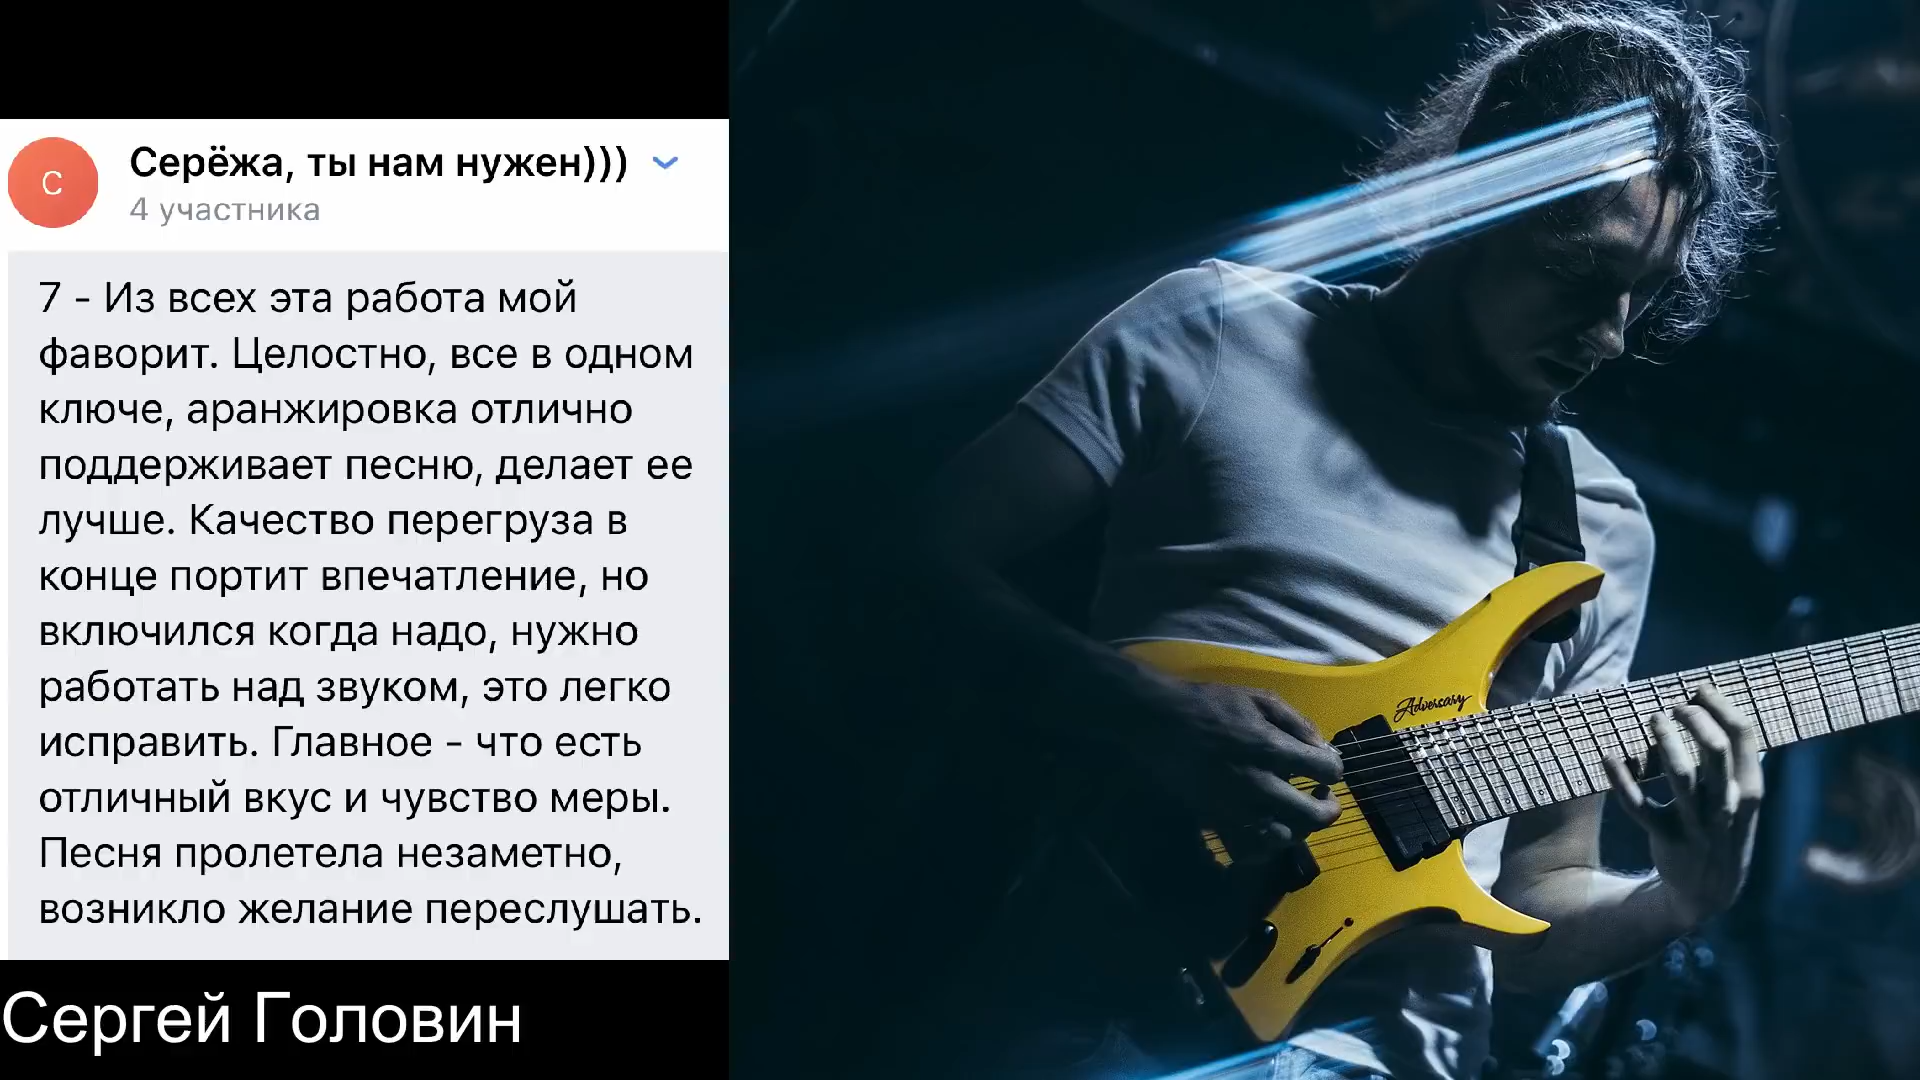 С
Серёжа, ты нам нужен)))
4 участника
7 - Из всех эта работа мой
фаворит. Целостно, все в одном
ключе, аранжировка отлично
поддерживает песню, делает ее
лучше. Качество перегруза в
конце портит впечатление, но
включился когда надо, нужно
работать над звуком, это легко
исправить. Главное - что есть
отличный вкус и чувство меры.
Песня пролетела незаметно,
возникло желание переслушать.
Сергей Головин
Adversary